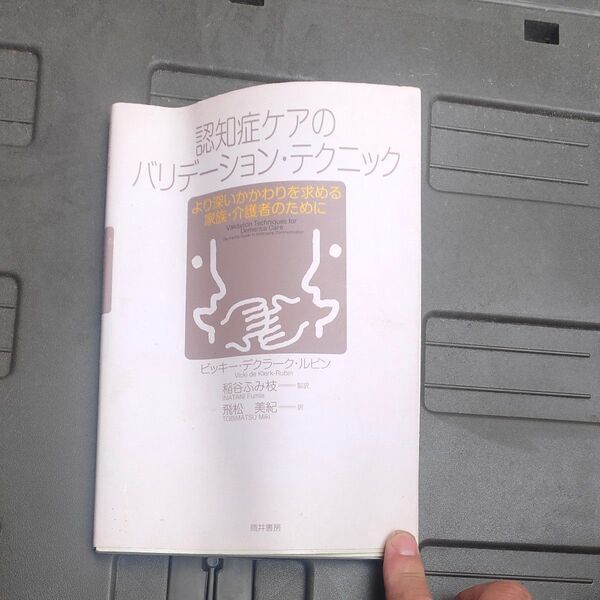 認知症ケアの
バリデーション・テクニック
より深いかかわりを求める
家族・介護者のために
Validation Techniques for
Dementia Care
ビッキー・デクラーク・ルビン
Vicki de Klerk-Rubin
稲谷ふみ枝 監訳
INATANI Fumie
飛松 美紀 訳
TOBIMATSU Miki
筒井書房